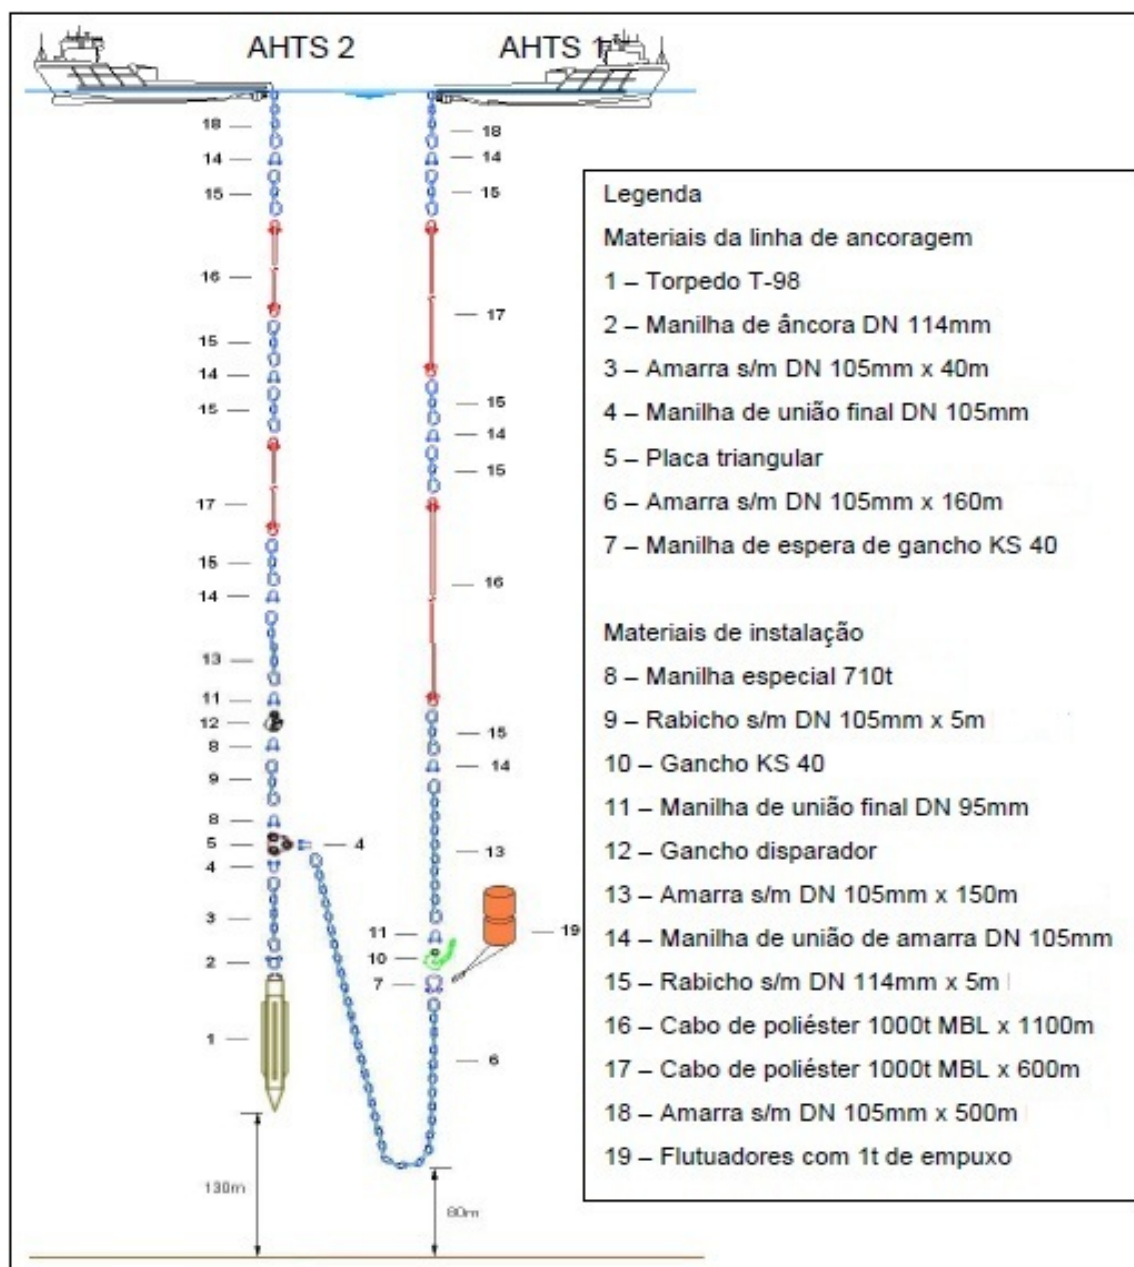 AHTS 2
AHTS 1
18
14
15
16
15
14
15
17
15
14
13
11
12
8
9
8
5
4
3
2
1
130m
4
18
14
15
17
15
14
15
16
15
14
13
11
10
7
19
6
80m
Legenda
Materiais da linha de ancoragem
1 – Torpedo T-98
2 – Manilha de âncora DN 114mm
3 – Amarra s/m DN 105mm x 40m
4 – Manilha de união final DN 105mm
5 – Placa triangular
6 – Amarra s/m DN 105mm x 160m
7 – Manilha de espera de gancho KS 40
Materiais de instalação
8 – Manilha especial 710t
9 – Rabicho s/m DN 105mm x 5m
10 – Gancho KS 40
11 – Manilha de união final DN 95mm
12 – Gancho disparador
13 – Amarra s/m DN 105mm x 150m
14 – Manilha de união de amarra DN 105mm
15 – Rabicho s/m DN 114mm x 5m
16 – Cabo de poliéster 1000t MBL x 1100m
17 – Cabo de poliéster 1000t MBL x 600m
18 – Amarra s/m DN 105mm x 500m
19 – Flutuadores com 1t de empuxo